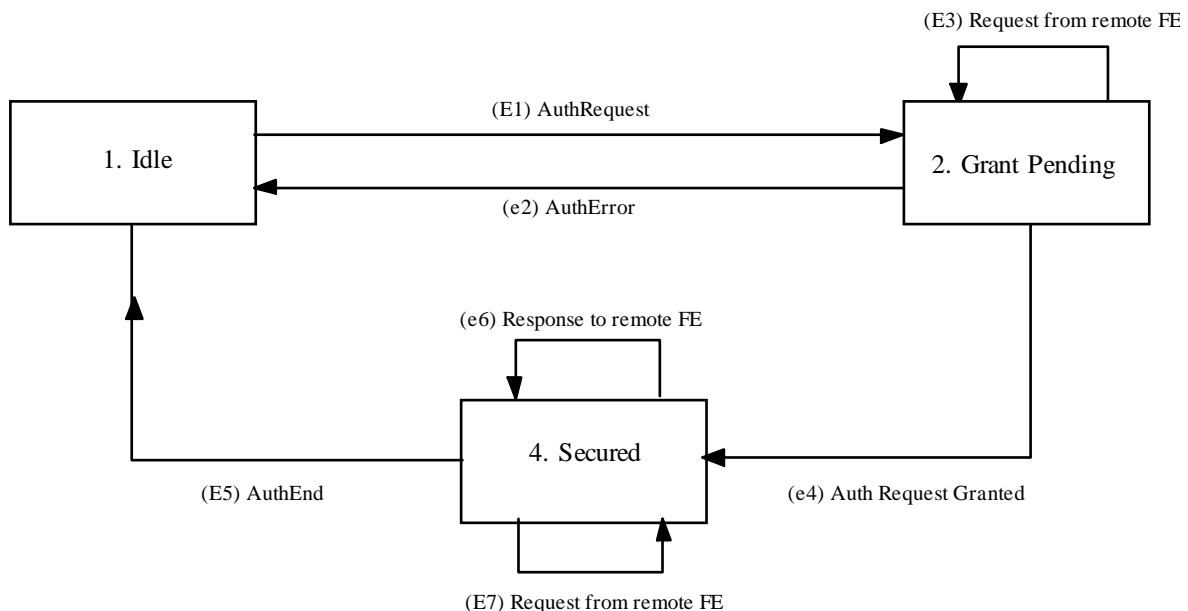 (E3) Request from remote FE
(E1) AuthRequest
1. Idle
2. Grant Pending
(e2) AuthError
(e6) Response to remote FE
4. Secured
(E5) AuthEnd
(e4) Auth Request Granted
(E7) Request from remote FE